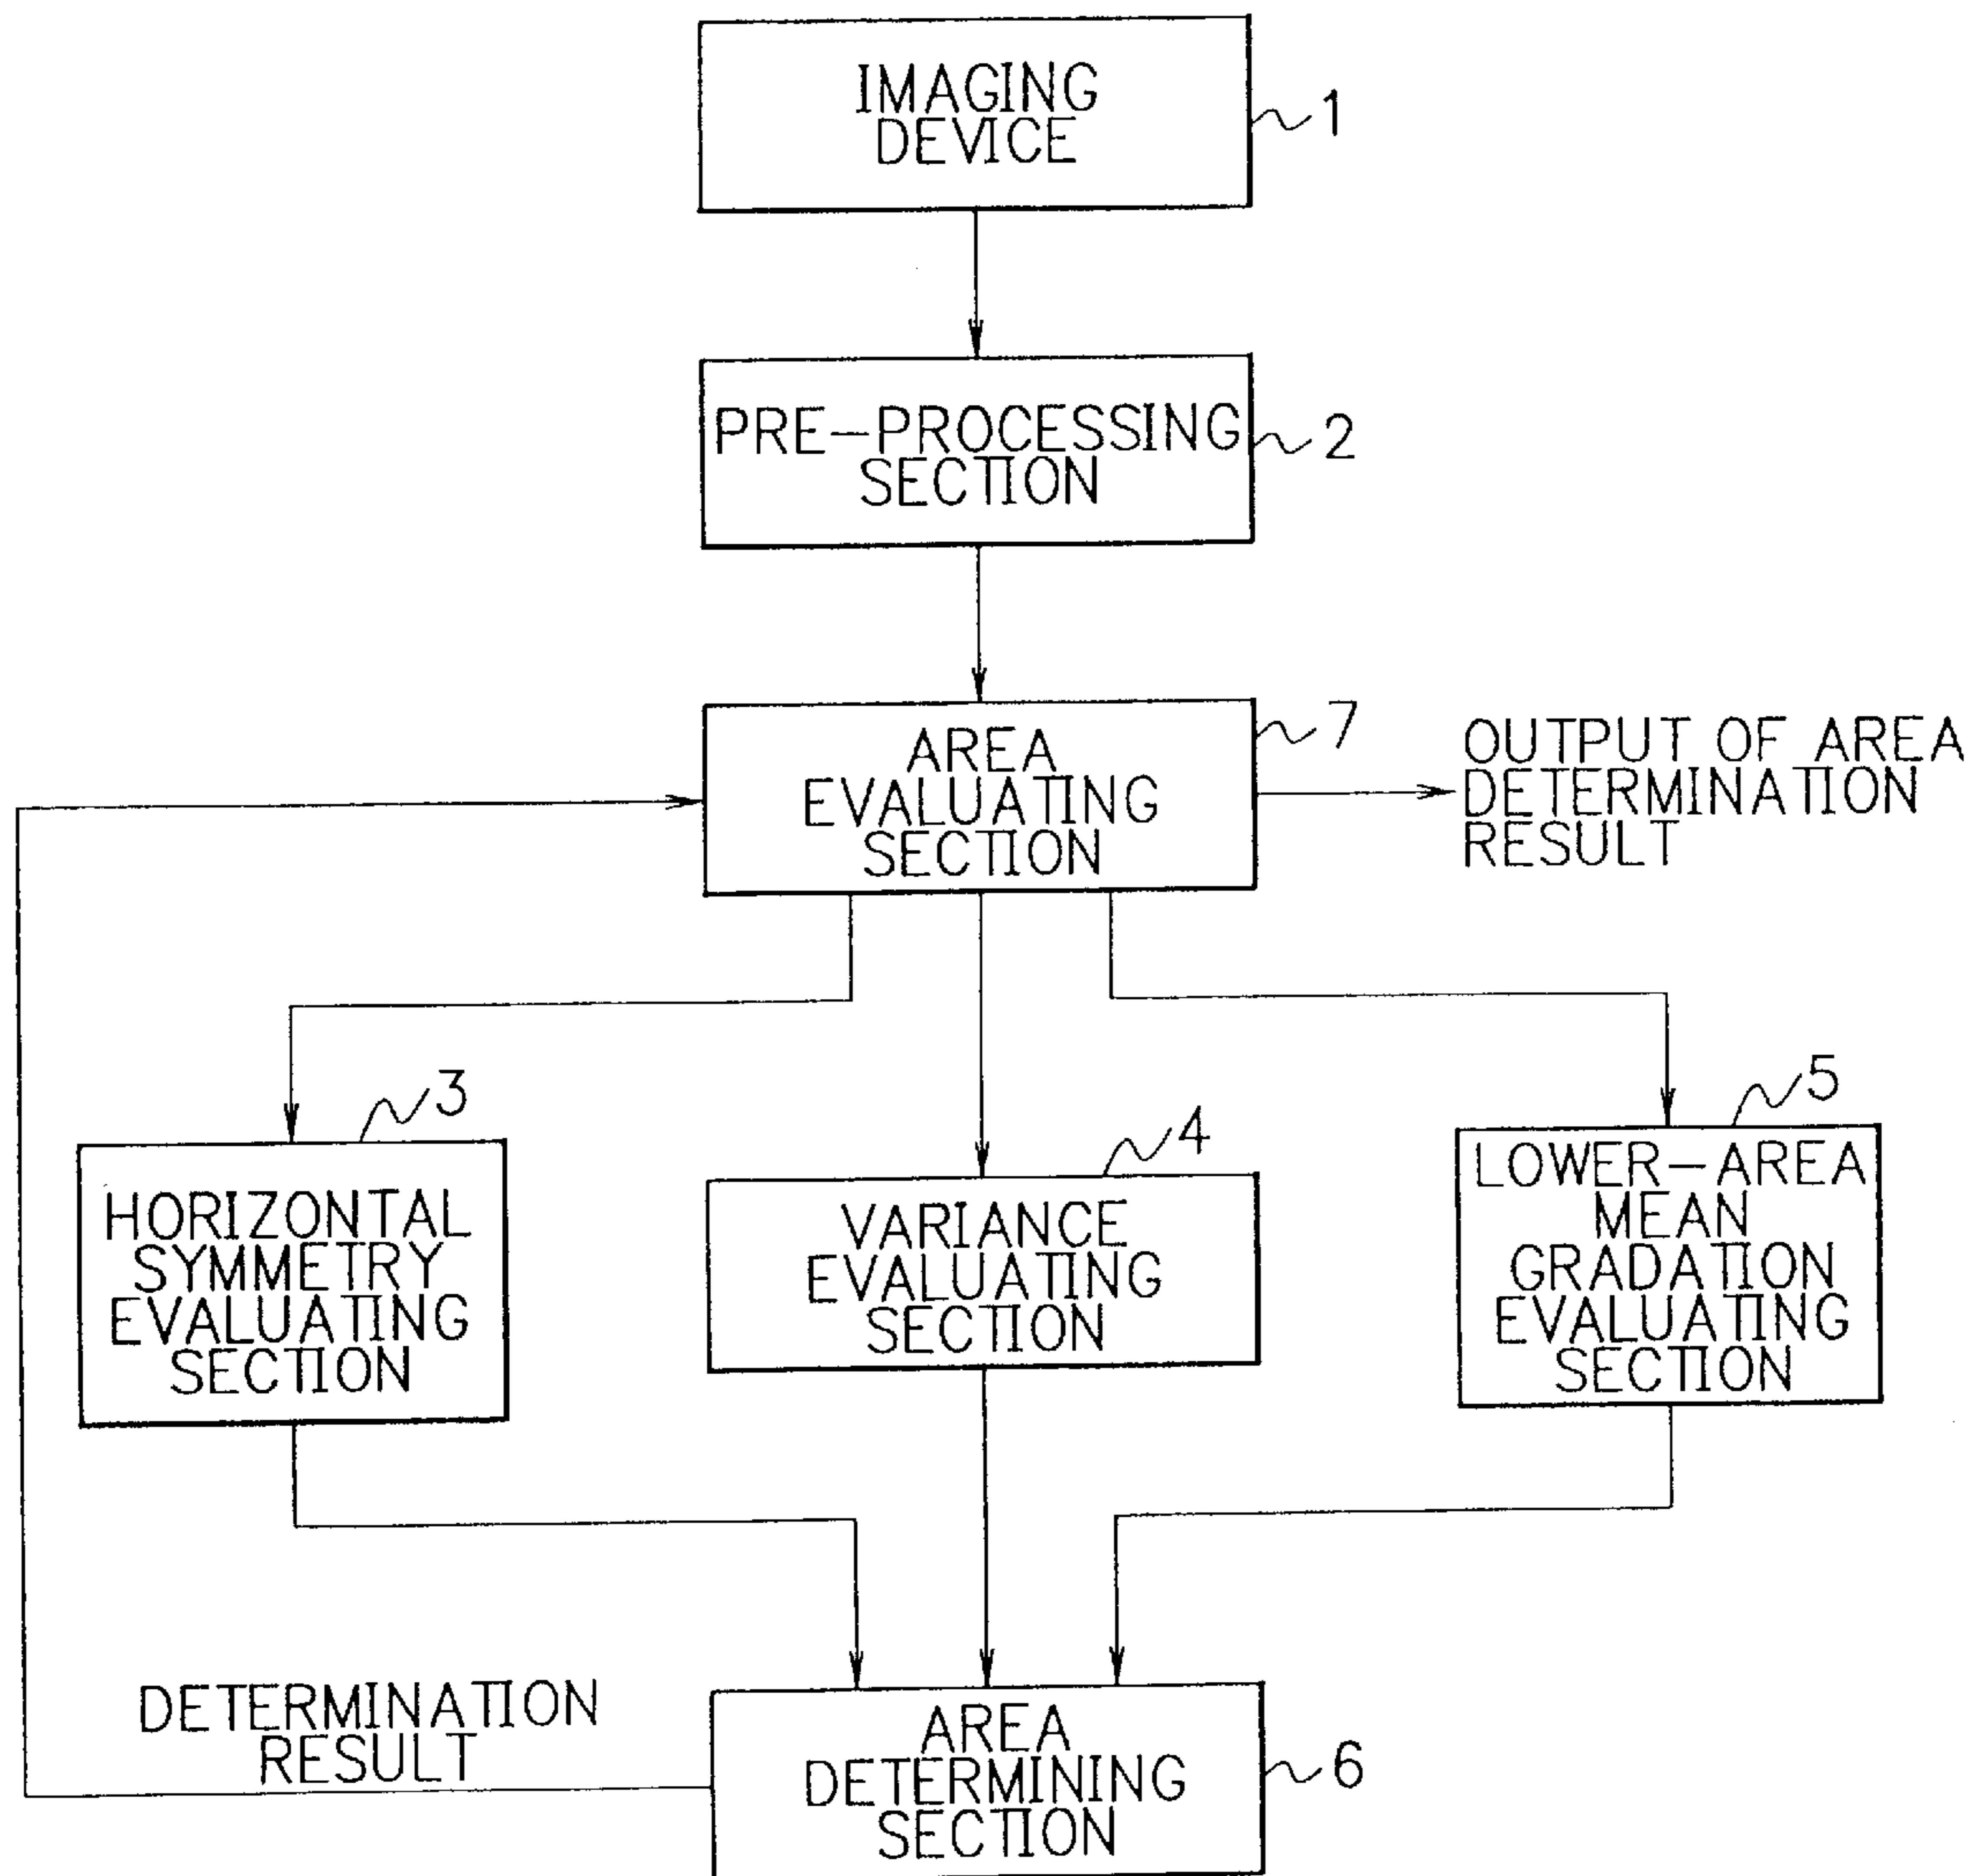 IMAGING
DEVICE
1
PRE-PROCESSING
SECTION
2
AREA
EVALUATING
SECTION
7
OUTPUT OF AREA
DETERMINATION
RESULT
HORIZONTAL
SYMMETRY
EVALUATING
SECTION
3
VARIANCE
EVALUATING
SECTION
4
LOWER-AREA
MEAN
GRADATION
EVALUATING
SECTION
5
DETERMINATION
RESULT
AREA
DETERMINING
SECTION
6